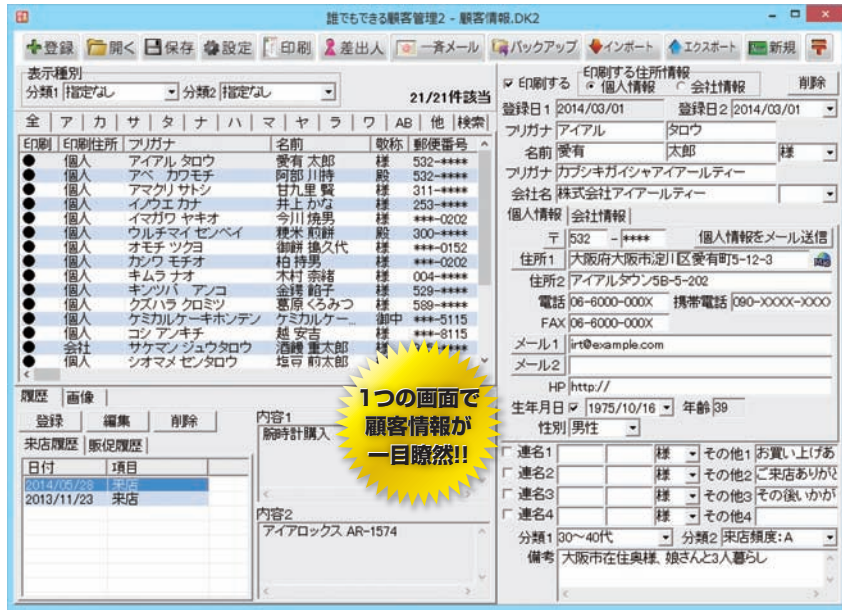 誰でもできる顧客管理2 - 顧客情報.DK2
登録 開く 保存 設定 印刷 差出人 一斉メール バックアップ インポート エクスポート 新規 〒
表示種別
分類1 指定なし 分類2 指定なし
21/21件該当
全 ア カ サ タ ナ ハ マ ヤ ラ ワ AB 他 検索
印刷 印刷住所 フリガナ 名前 敬称 郵便番号
● 個人 アイアル タロウ 愛有 太郎 様 532-****
● 個人 アベ カワモチ 阿部 川持 殿 532-****
● 個人 アマクリ サトシ 甘九里 賢 様 311-****
● 個人 イノウエ カナ 井上 かな 様 253-****
● 個人 イマガワ ヤキオ 今川 焼男 様 ***-0202
● 個人 ウルチマイ センベイ 粳米 煎餅 殿 300-****
● 個人 オモチ ツクヨ 御餅 搗久代 様 ***-0152
● 個人 カシワ モチオ 柏 持男 様 ***-0202
● 個人 キムラ ナオ 木村 奈緒 様 004-****
● 個人 キンツバ アンコ 金鍔 餡子 様 529-****
● 個人 クズハラ クロミツ 葛原 くろみつ 様 589-****
● 個人 ケミカルケーキホンテン ケミカルケー... 御中 ***-5115
● 個人 コシ アンキチ 越 安吉 様 ***-8115
● 会社 サケマン ジュウタロウ 酒饅 重太郎 様
● 個人 シオマメ センタロウ 塩豆 煎太郎
履歴 画像
登録 編集 削除
来店履歴 販促履歴
日付 項目
2014/05/28 来店
2013/11/23 来店
内容1
腕時計購入
内容2
アイアロックス AR-1574
1つの画面で
顧客情報が
一目瞭然!!
印刷する 印刷する住所情報 個人情報 会社情報 削除
登録日1 2014/03/01 登録日2 2014/03/01
フリガナ アイアル タロウ
名前 愛有 太郎 様
フリガナ カブシキガイシャアイアールティー
会社名 株式会社アイアールティー
個人情報 会社情報
〒 532 - **** 個人情報をメール送信
住所1 大阪府大阪市淀川区愛有町5-12-3
住所2 アイアルタウン5B-5-202
電話 06-6000-000X 携帯電話 090-XXXX-XXXX
FAX 06-6000-000X
メール1 irt@example.com
メール2
HP http://
生年月日 1975/10/16 年齢 39
性別 男性
連名1 様 その他1 お買い上げあ
連名2 様 その他2 ご来店ありがと
連名3 様 その他3 その後いかが
連名4 様 その他4
分類1 30～40代 分類2 来店頻度:A
備考 大阪市在住奥様、娘さんと3人暮らし